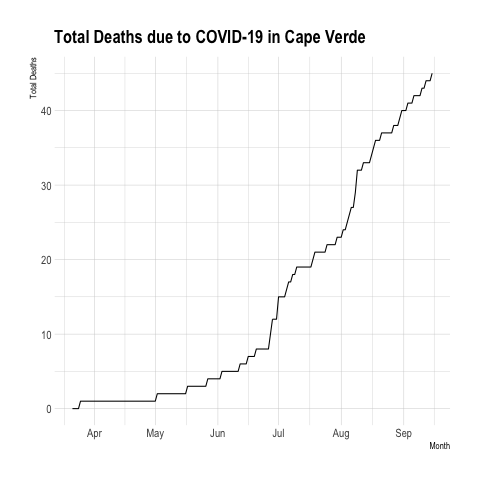 Total Deaths due to COVID-19 in Cape Verde
Total Deaths
40
30
20
10
0
Apr May Jun Jul Aug Sep
Month